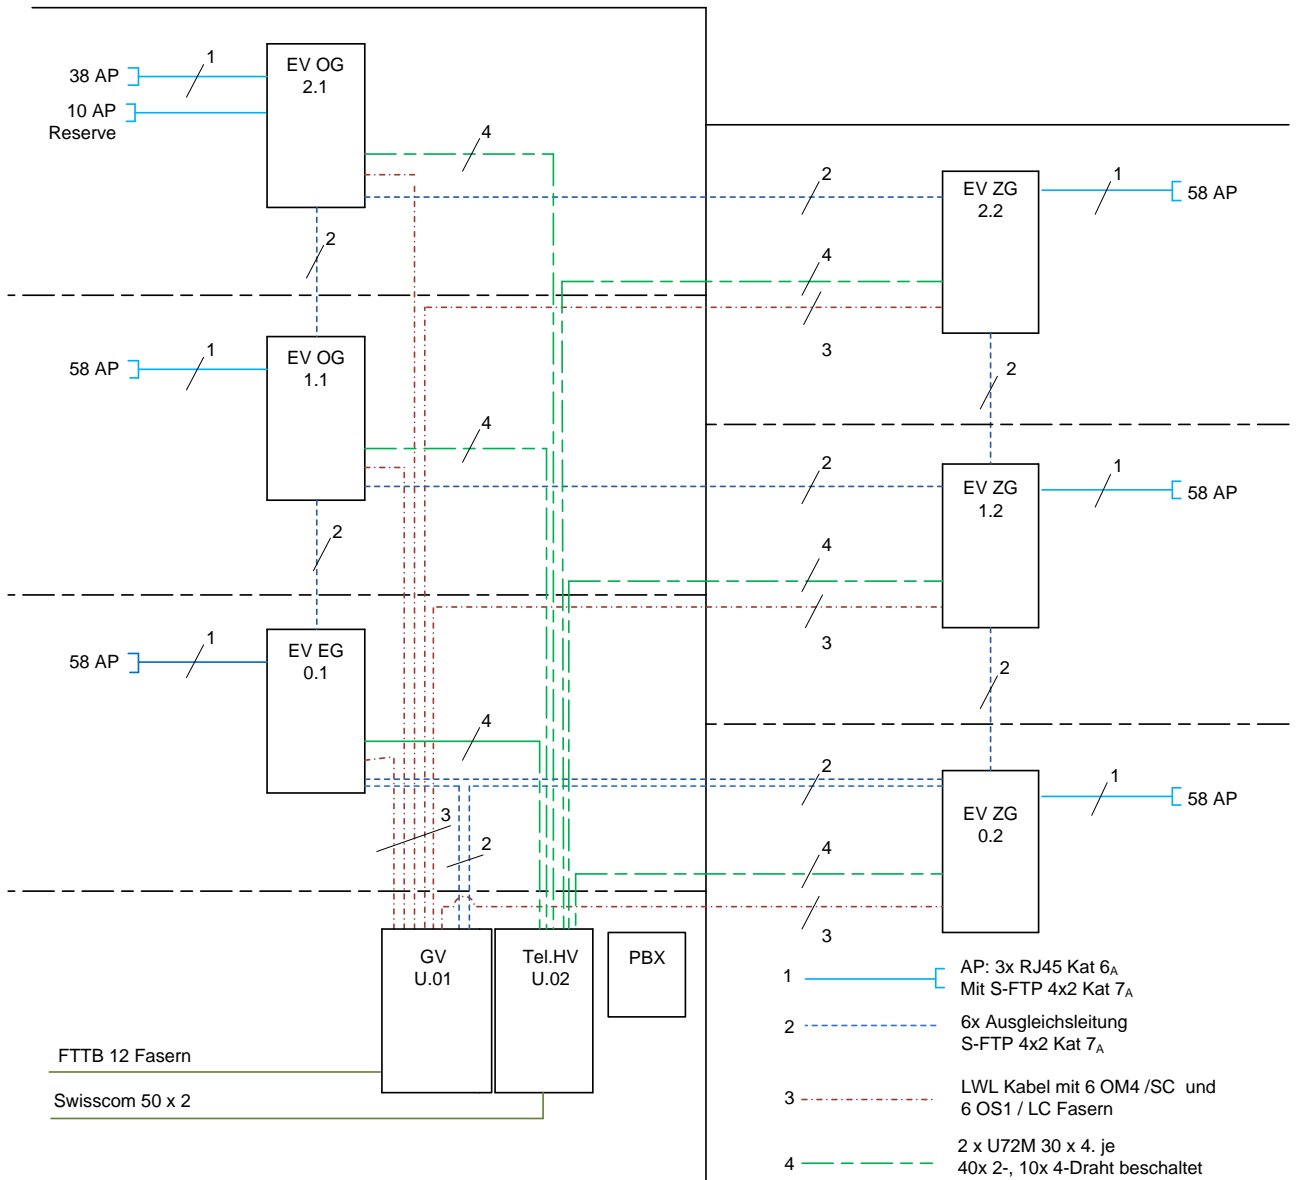 EV OG
2.1
38 AP
1
10 AP
Reserve
4
2
EV ZG
2.2
1
58 AP
2
4
3
EV OG
1.1
58 AP
1
4
2
2
EV ZG
1.2
1
58 AP
2
4
3
EV EG
0.1
58 AP
1
4
2
2
EV ZG
0.2
1
58 AP
3
2
4
3
GV
U.01
Tel.HV
U.02
PBX
FTTB 12 Fasern
Swisscom 50 x 2
1
AP: 3x RJ45 Kat 6A
Mit S-FTP 4x2 Kat 7A
2
6x Ausgleichsleitung
S-FTP 4x2 Kat 7A
3
LWL Kabel mit 6 OM4 /SC und
6 OS1 / LC Fasern
4
2 x U72M 30 x 4. je
40x 2-, 10x 4-Draht beschaltet